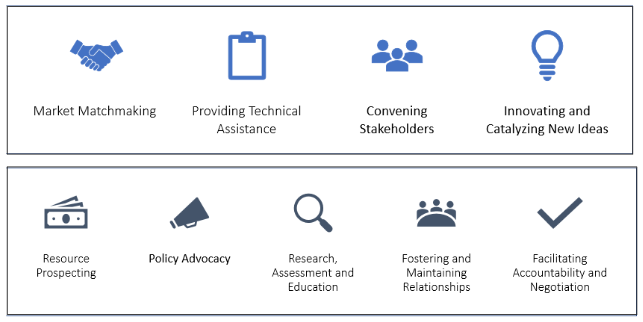 Market Matchmaking
Providing Technical
Assistance
Convening
Stakeholders
Innovating and
Catalyzing New Ideas
Resource
Prospecting
Policy Advocacy
Research,
Assessment and
Education
Fostering and
Maintaining
Relationships
Facilitating
Accountability and
Negotiation